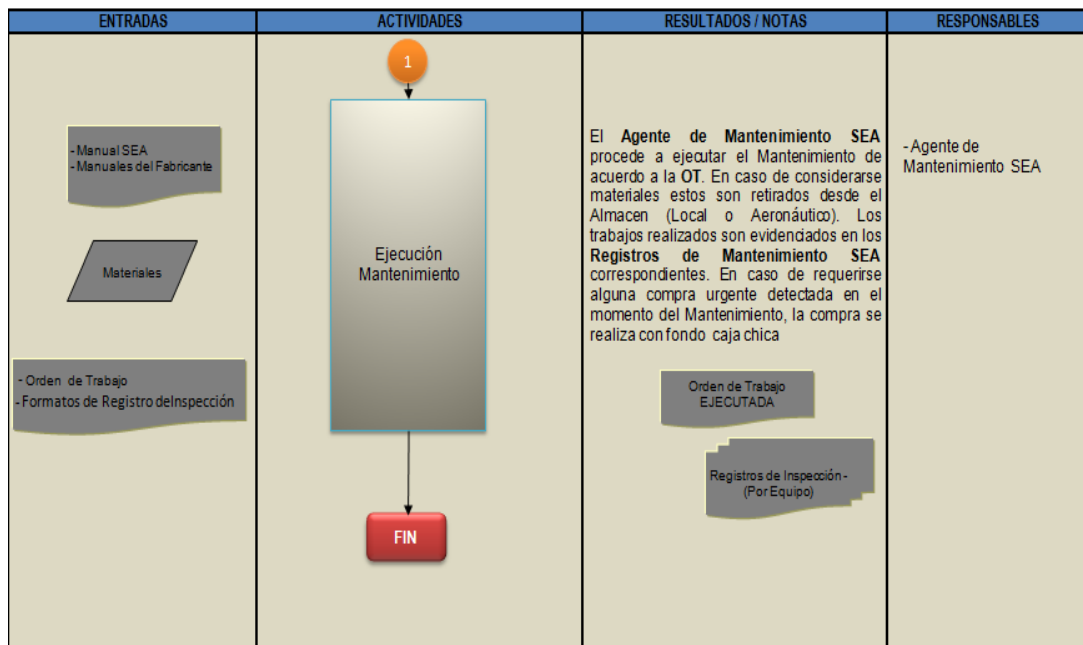 ENTRADAS
ACTIVIDADES
RESULTADOS / NOTAS
RESPONSABLES
- Manual SEA
- Manuales del Fabricante
Materiales
- Orden de Trabajo
- Formatos de Registro deInspección
1
Ejecución
Mantenimiento
FIN
El Agente de Mantenimiento SEA
procede a ejecutar el Mantenimiento de
acuerdo a la OT. En caso de considerarse
materiales estos son retirados desde el
Almacen (Local o Aeronáutico). Los
trabajos realizados son evidenciados en los
Registros de Mantenimiento SEA
correspondientes. En caso de requerirse
alguna compra urgente detectada en el
momento del Mantenimiento, la compra se
realiza con fondo caja chica
Orden de Trabajo
EJECUTADA
Registros de Inspección -
(Por Equipo)
- Agente de
Mantenimiento SEA